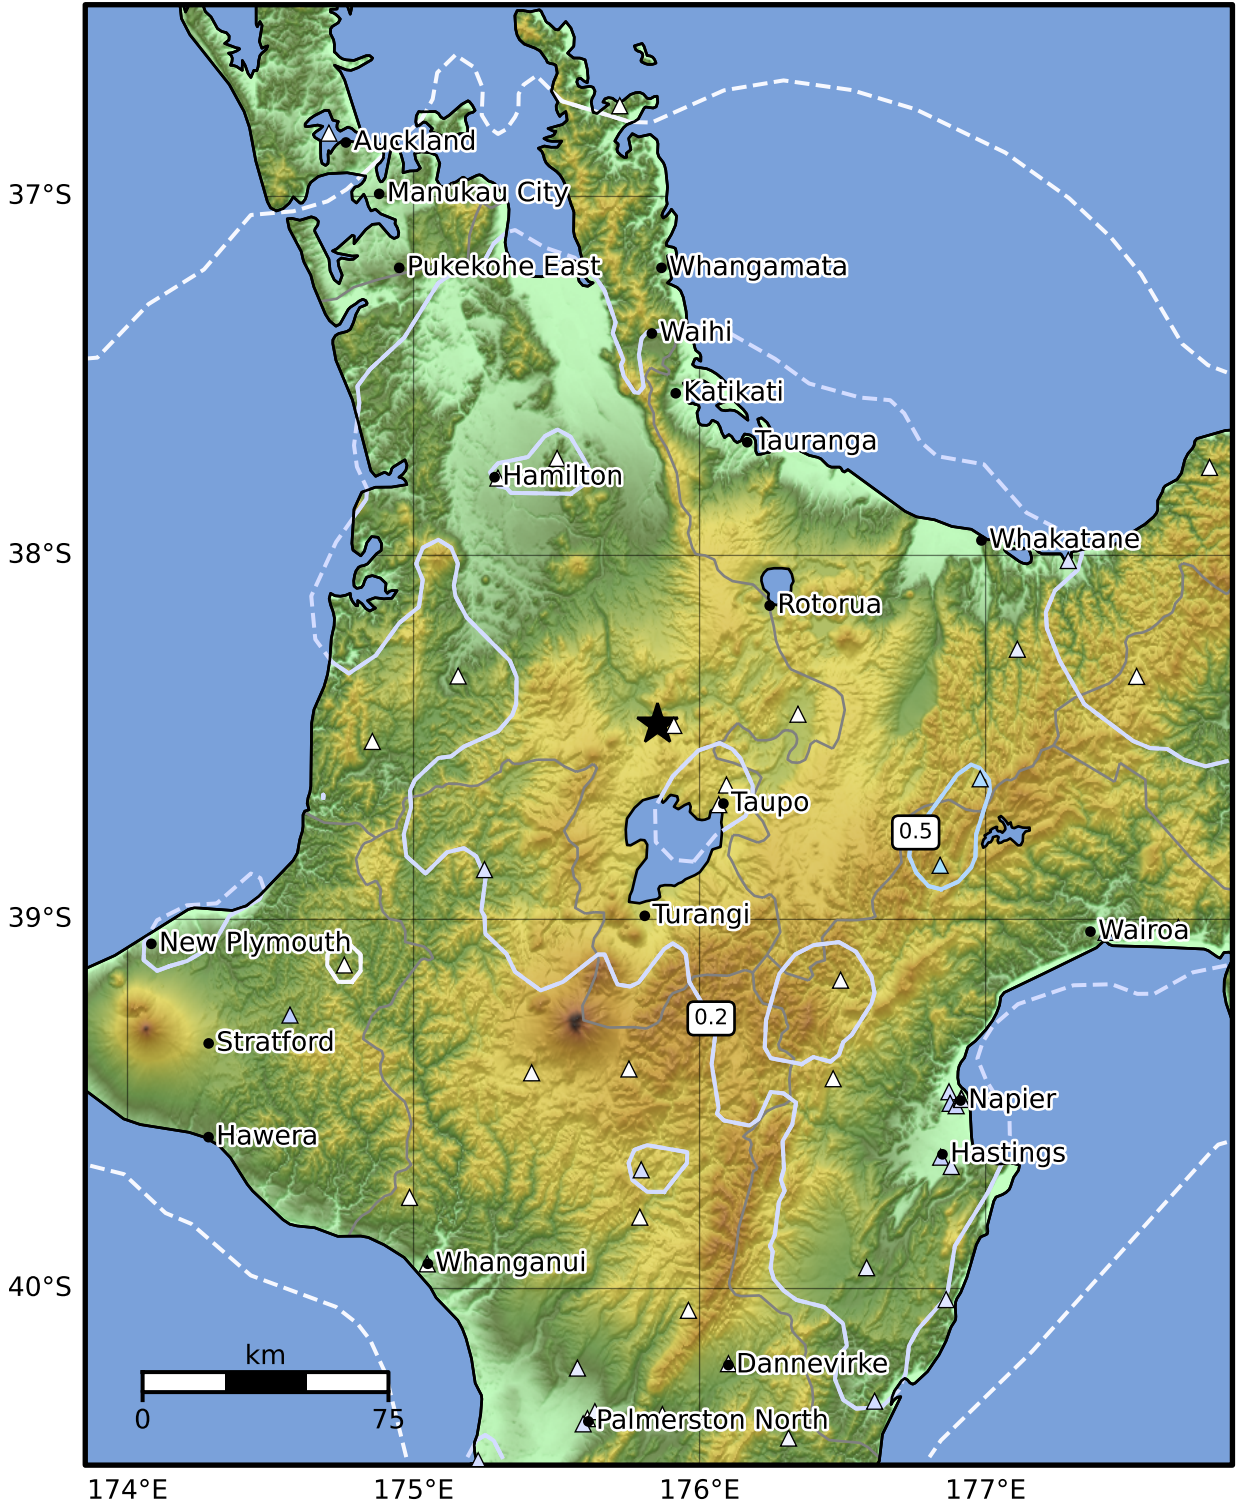 Auckland
37°S
Manukau City
Pukekohe East
Whangamata
Waihi
Katikati
Tauranga
Hamilton
38°S
Whakatane
Rotorua
Taupo
0.5
39°S
Turangi
Wairoa
New Plymouth
0.2
Stratford
Napier
Hawera
Hastings
Whanganui
40°S
km
Dannevirke
0
75
Palmerston North
174°E
175°E
176°E
177°E